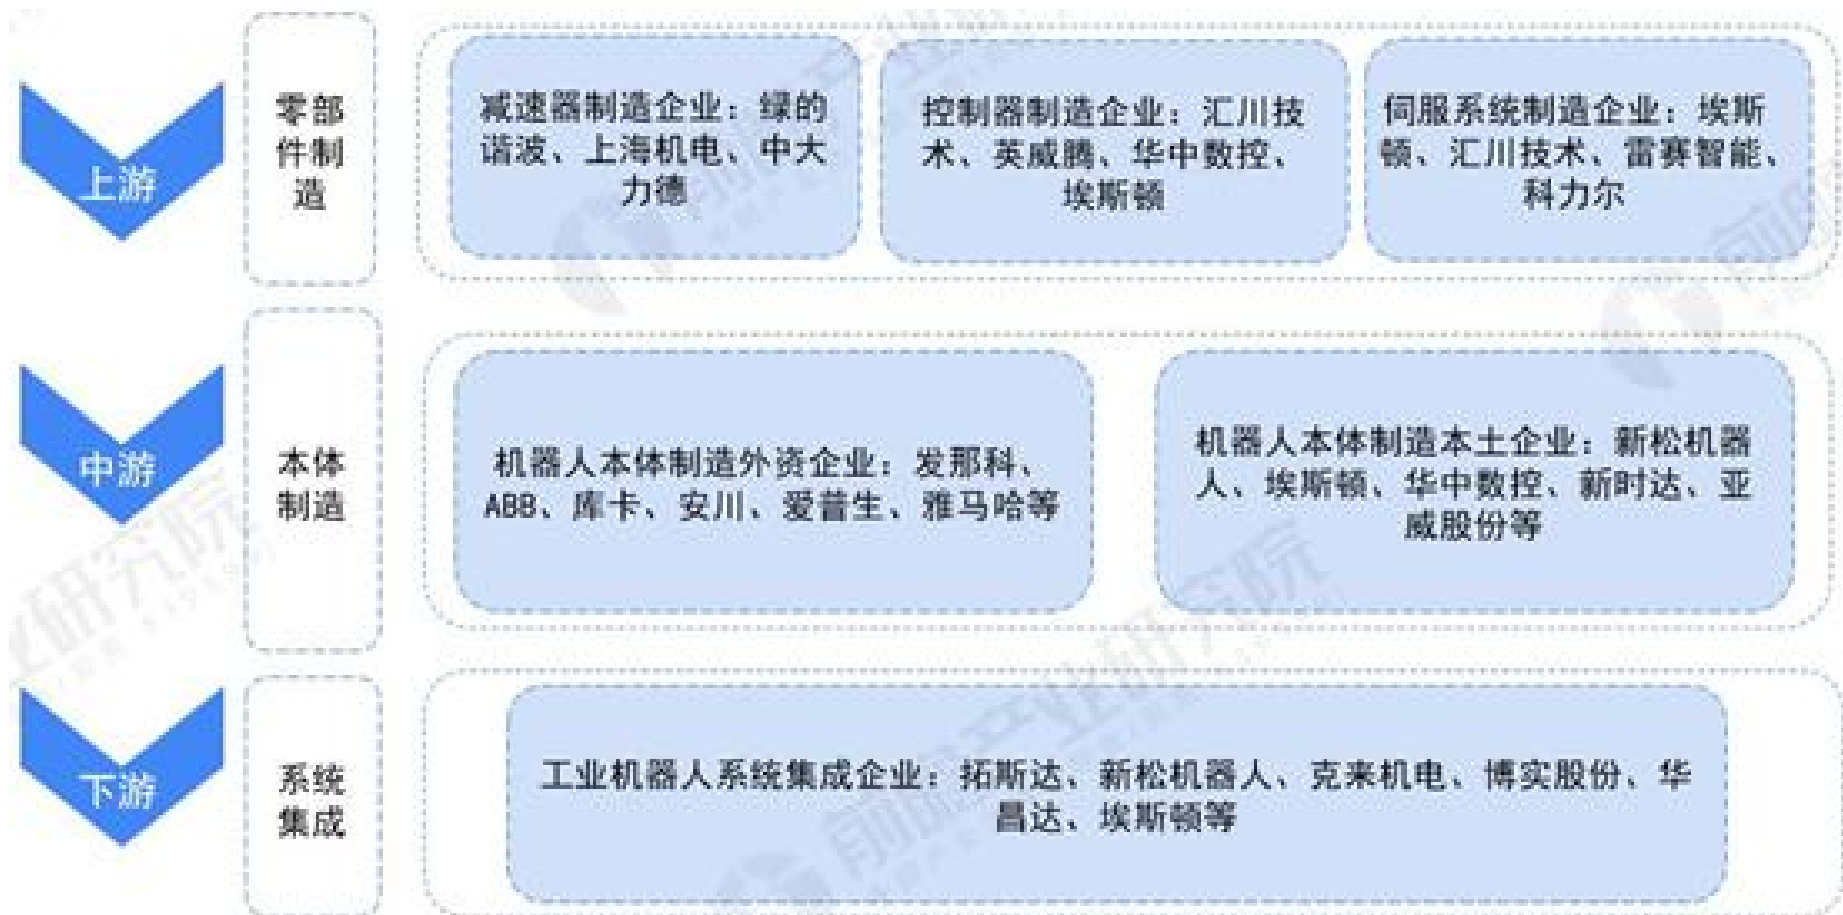 上游
零部
件制
造
减速器制造企业：绿的
谐波、上海机电、中大
力德
控制器制造企业：汇川技
术、英威腾、华中数控、
埃斯顿
伺服系统制造企业：埃斯
顿、汇川技术、雷赛智能、
科力尔
中游
本体
制造
机器人本体制造外资企业：发那科、
ABB、库卡、安川、爱普生、雅马哈等
机器人本体制造本土企业：新松机器
人、埃斯顿、华中数控、新时达、亚
威股份等
下游
系统
集成
工业机器人系统集成企业：拓斯达、新松机器人、克来机电、博实股份、华
昌达、埃斯顿等
前瞻产业研究院